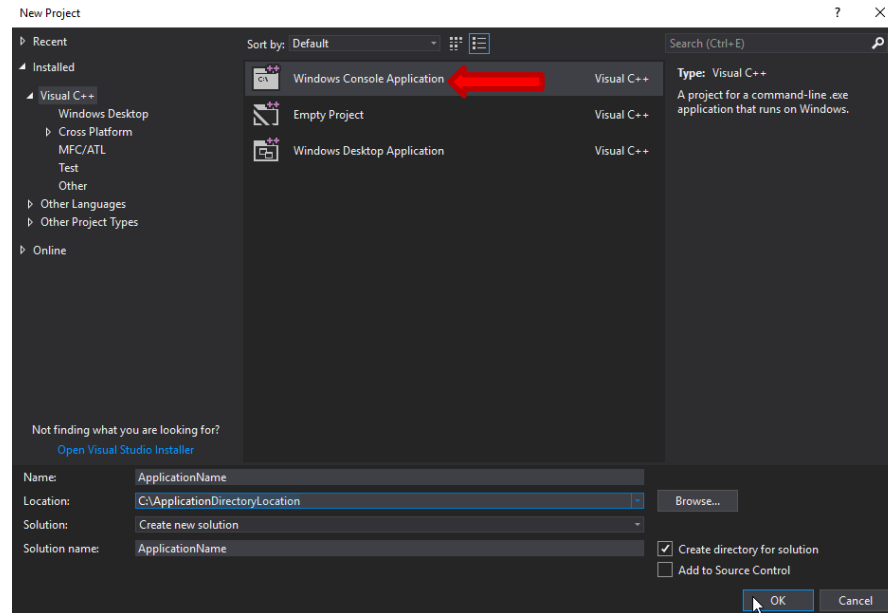 New Project
Recent
Installed
Visual C++
Windows Desktop
Cross Platform
MFC/ATL
Test
Other
Other Languages
Other Project Types
Online
Not finding what you are looking for?
Open Visual Studio Installer
Sort by: Default
Windows Console Application Visual C++
Empty Project Visual C++
Windows Desktop Application Visual C++
Search (Ctrl+E)
Type: Visual C++
A project for a command-line .exe
application that runs on Windows.
Name: ApplicationName
Location: C:\ApplicationDirectoryLocation Browse...
Solution: Create new solution
Solution name: ApplicationName
Create directory for solution
Add to Source Control
OK Cancel